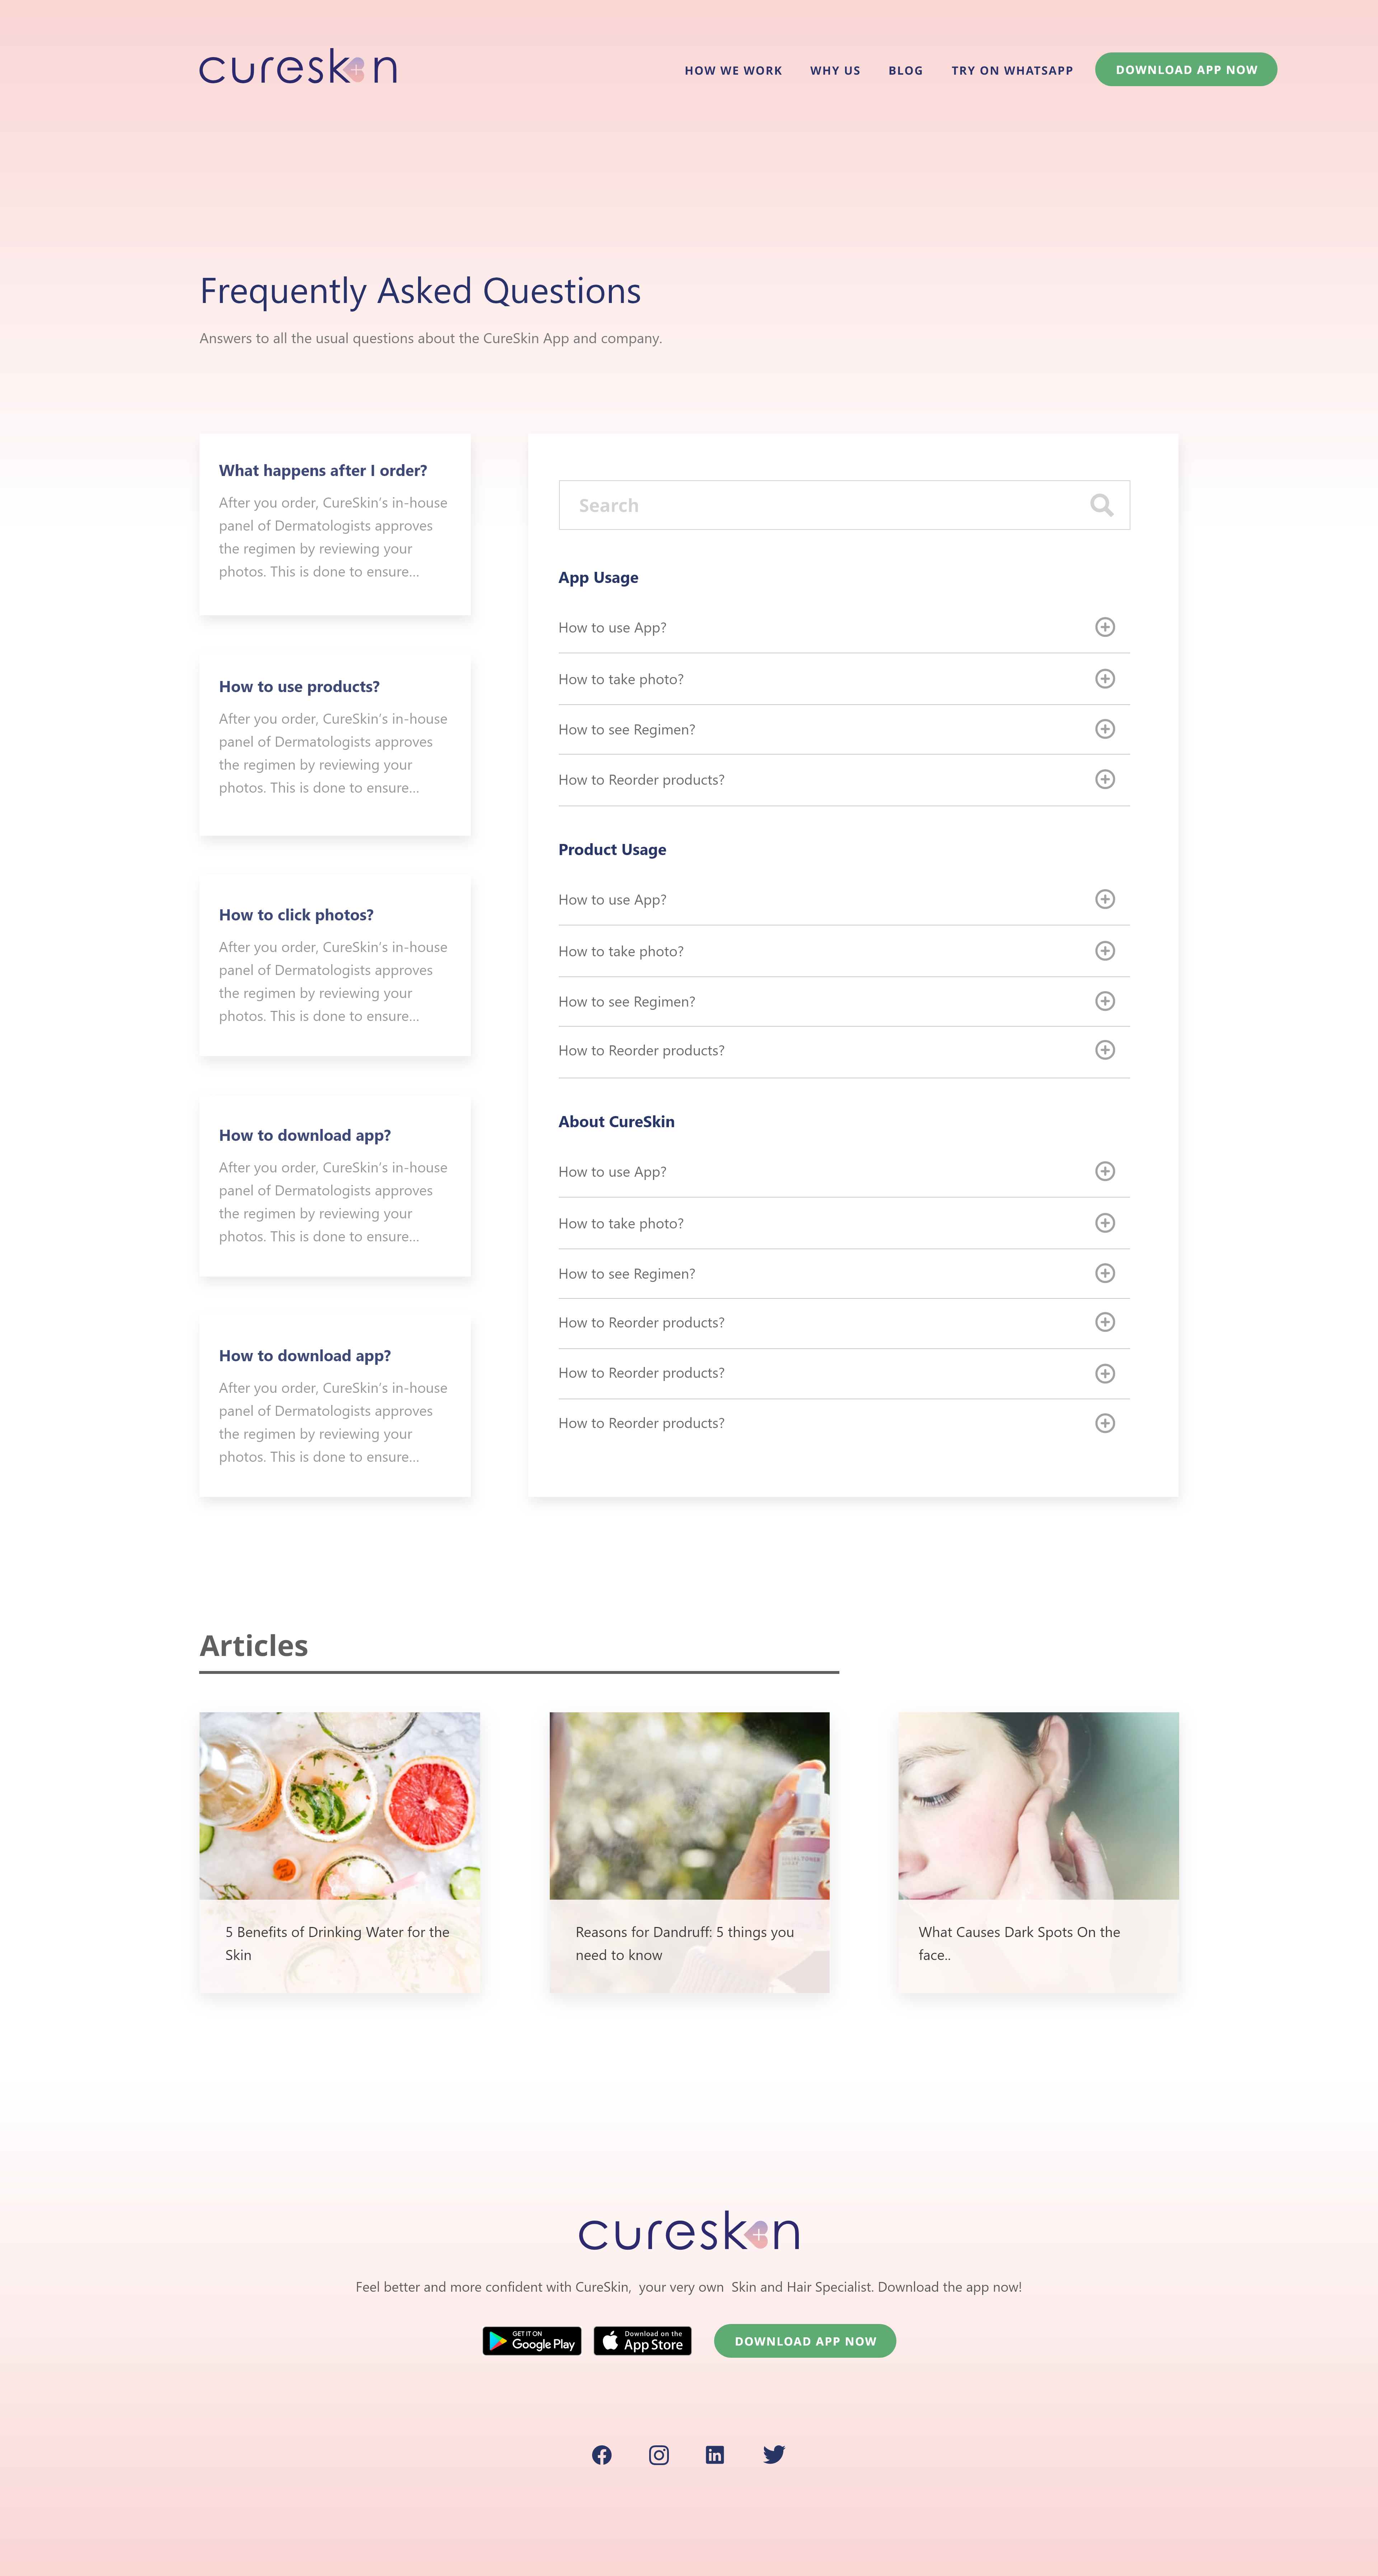 cureskin
HOW WE WORK
WHY US
BLOG
TRY ON WHATSAPP
DOWNLOAD APP NOW
Frequently Asked Questions
Answers to all the usual questions about the CureSkin App and company.
What happens after I order?
After you order, CureSkin's in-house
panel of Dermatologists approves
the regimen by reviewing your
photos. This is done to ensure...
How to use products?
After you order, CureSkin's in-house
panel of Dermatologists approves
the regimen by reviewing your
photos. This is done to ensure...
How to click photos?
After you order, CureSkin's in-house
panel of Dermatologists approves
the regimen by reviewing your
photos. This is done to ensure...
How to download app?
After you order, CureSkin's in-house
panel of Dermatologists approves
the regimen by reviewing your
photos. This is done to ensure...
How to download app?
After you order, CureSkin's in-house
panel of Dermatologists approves
the regimen by reviewing your
photos. This is done to ensure...
Search
App Usage
How to use App?
How to take photo?
How to see Regimen?
How to Reorder products?
Product Usage
How to use App?
How to take photo?
How to see Regimen?
How to Reorder products?
About CureSkin
How to use App?
How to take photo?
How to see Regimen?
How to Reorder products?
How to Reorder products?
How to Reorder products?
Articles
5 Benefits of Drinking Water for the
Skin
FACIAL TONER
SPRAY
Reasons for Dandruff: 5 things you
need to know
What Causes Dark Spots On the
face..
cureskin
Feel better and more confident with CureSkin,  your very own  Skin and Hair Specialist. Download the app now!
GET IT ON
Google Play
Download on the
App Store
DOWNLOAD APP NOW